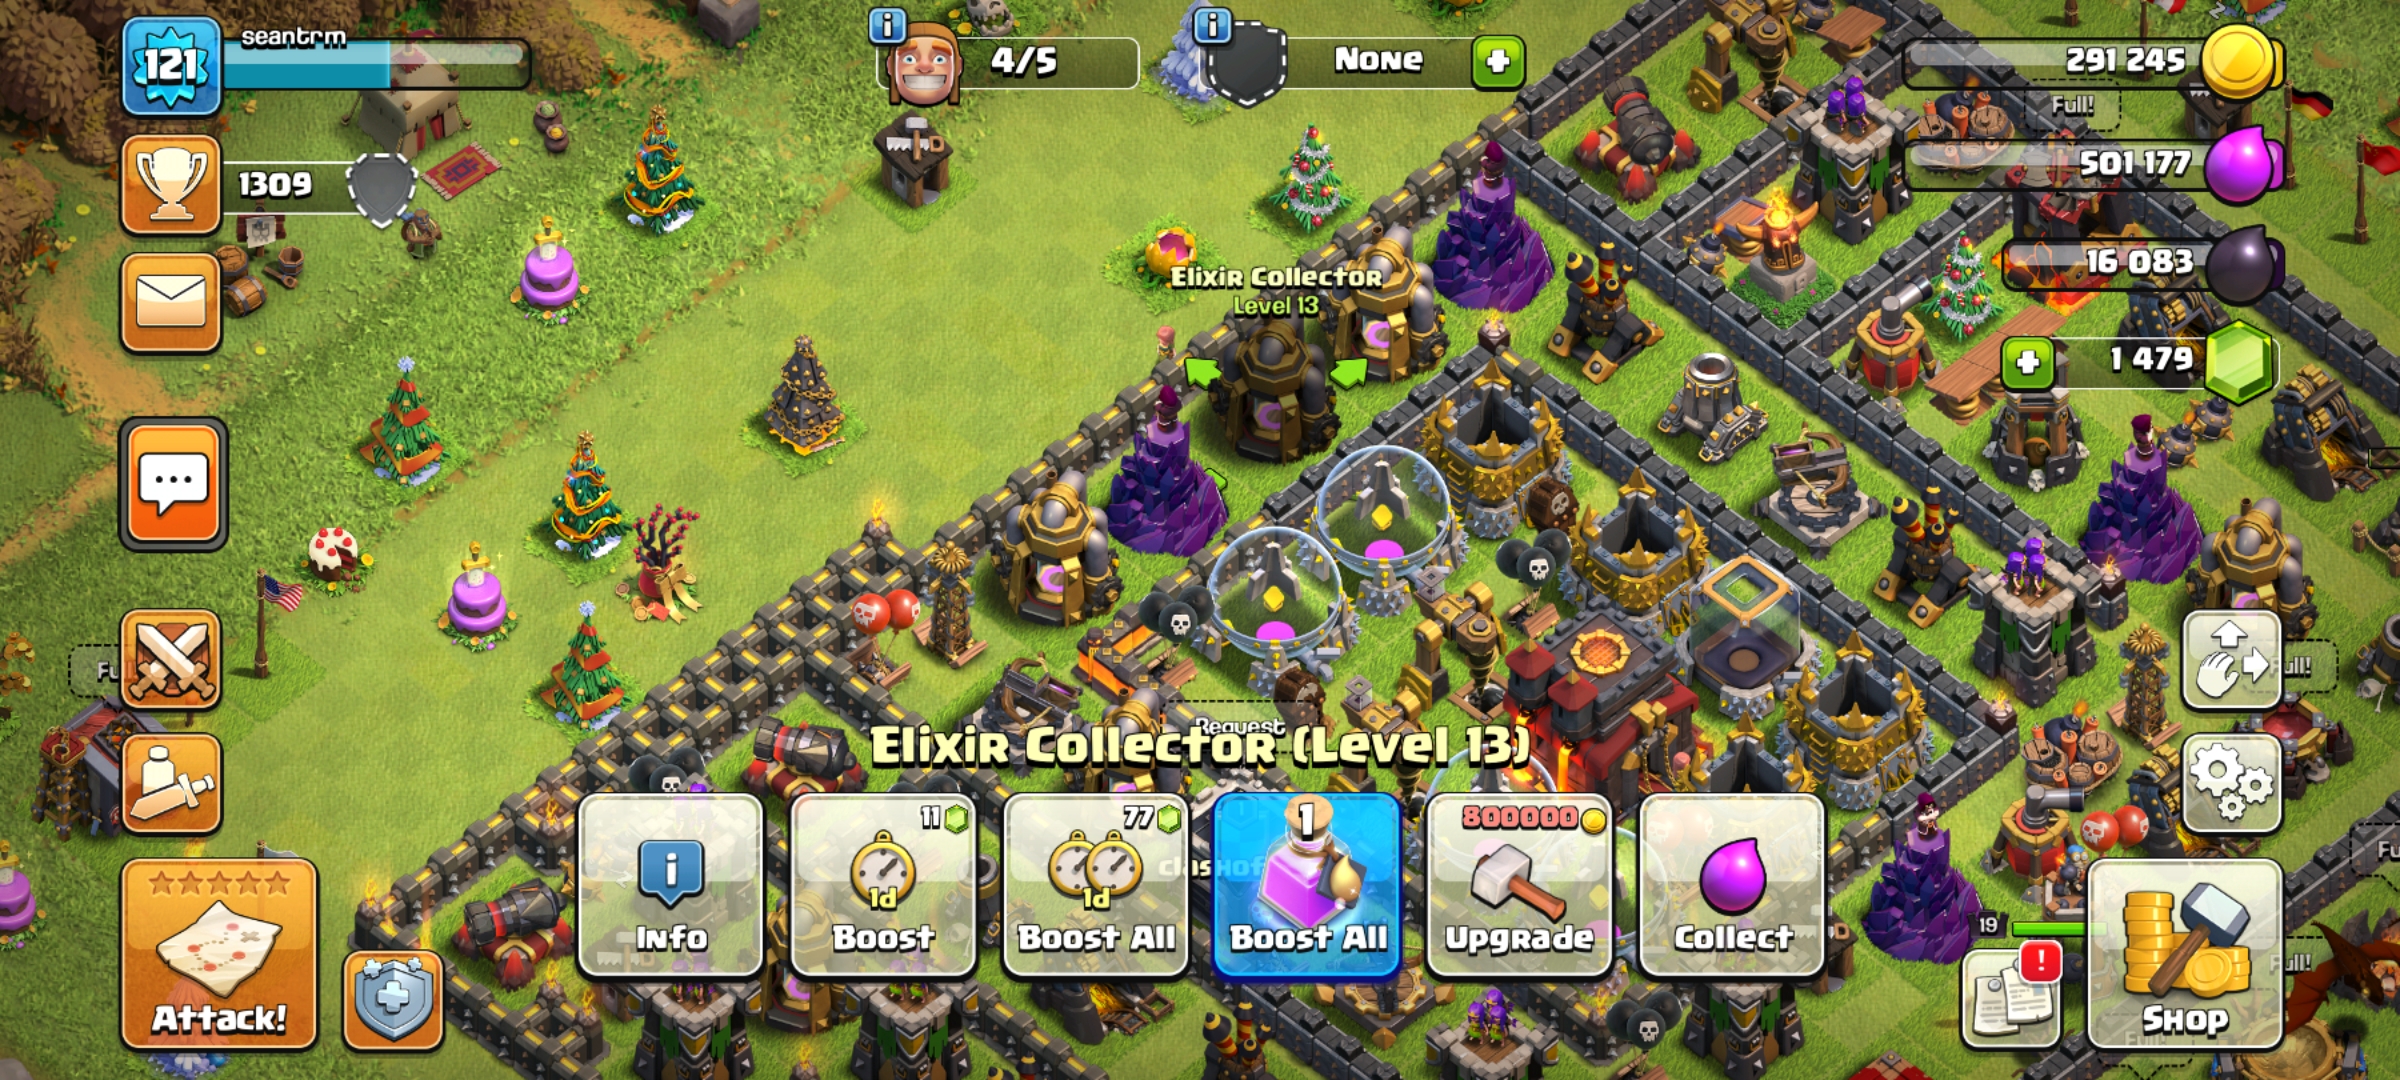 121
seantrm
4/5
None
291 245
Full!
501 177
1309
16 083
1 479
Elixir Collector
Level 13
Full!
Request
Elixir Collector (Level 13)
11
77
1
800000
1d
1d
Info
Boost
Boost All
Boost All
Upgrade
Collect
19
!
Full!
Attack!
Shop